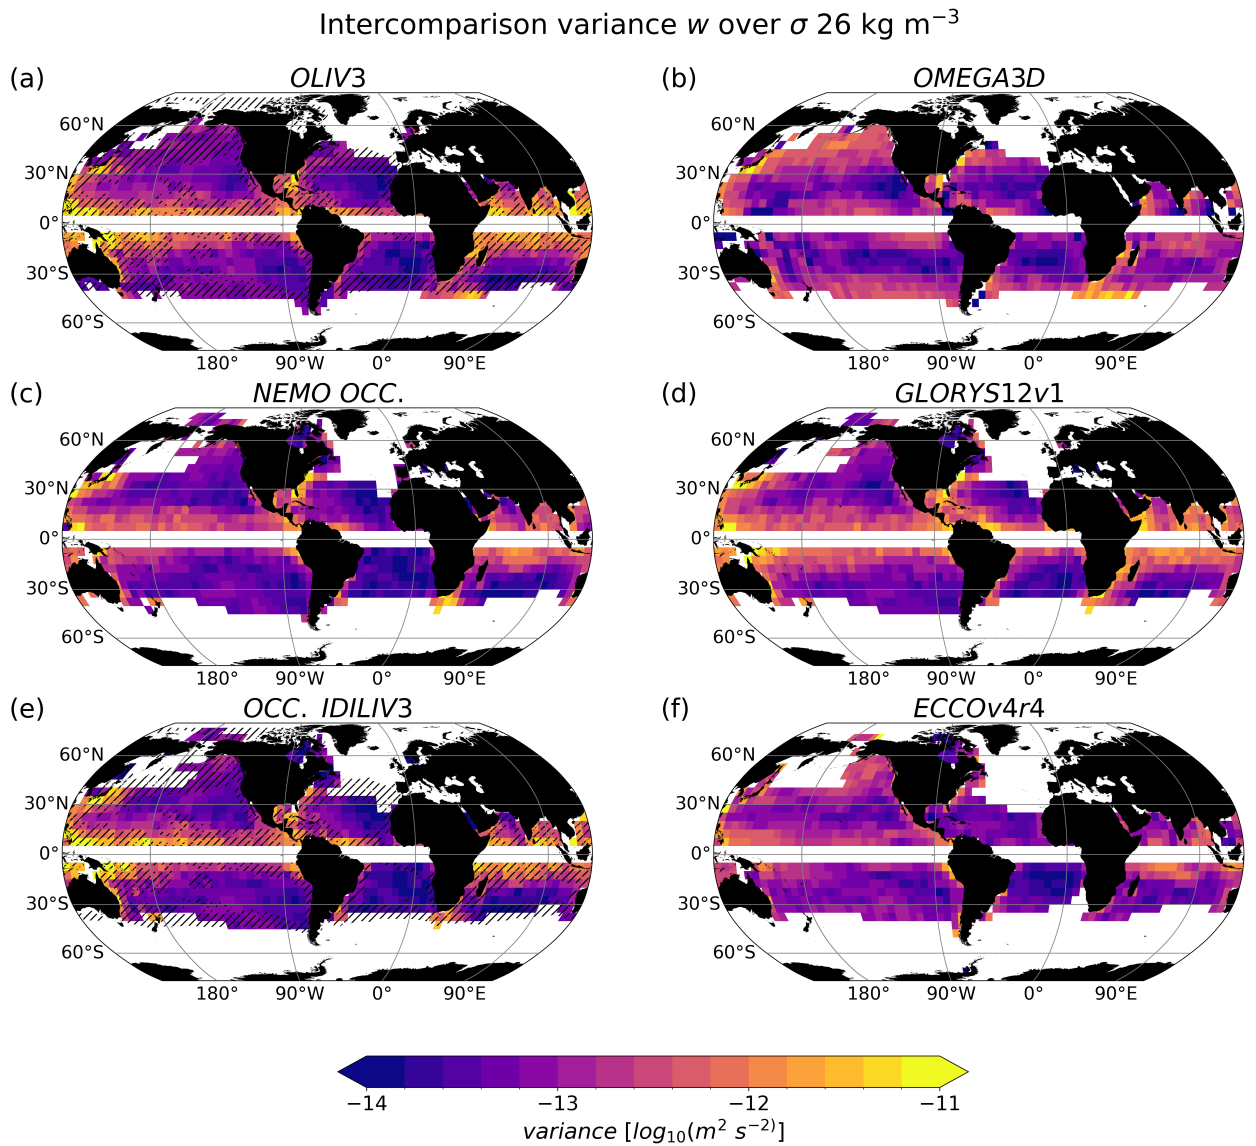 Intercomparison variance w over σ 26 kg m⁻³
(a) OLIV3
60°N
30°N
0°
30°S
60°S
180° 90°W 0° 90°E
(b) OMEGA3D
60°N
30°N
0°
30°S
60°S
180° 90°W 0° 90°E
(c) NEMO OCC.
60°N
30°N
0°
30°S
60°S
180° 90°W 0° 90°E
(d) GLORYS12v1
60°N
30°N
0°
30°S
60°S
180° 90°W 0° 90°E
(e) OCC. IDILIV3
60°N
30°N
0°
30°S
60°S
180° 90°W 0° 90°E
(f) ECCOv4r4
60°N
30°N
0°
30°S
60°S
180° 90°W 0° 90°E
−14 −13 −12 −11
variance [log₁₀(m² s⁻²⁾]